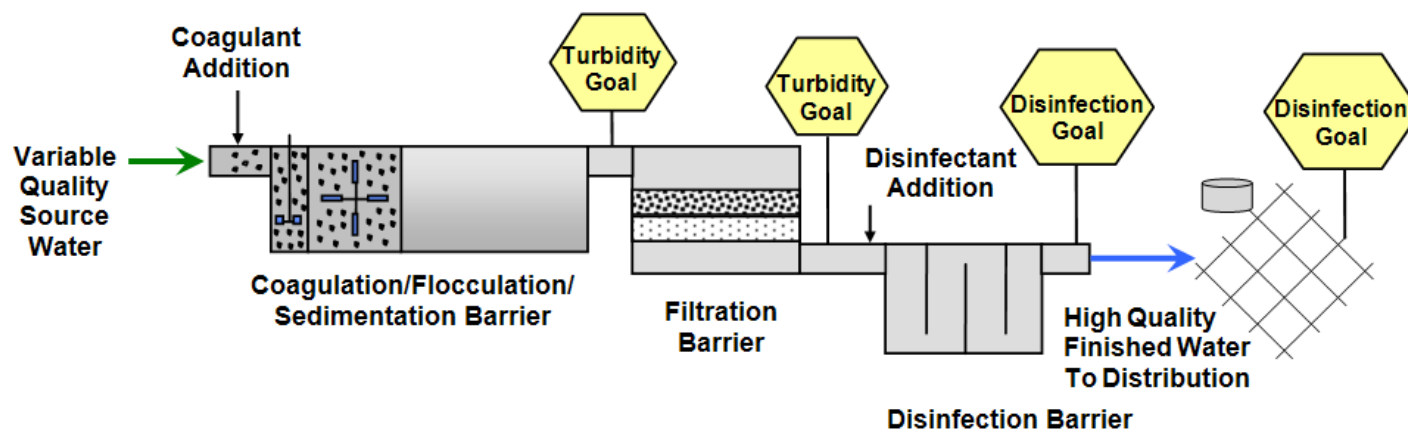 Coagulant
Addition
Turbidity
Goal
Turbidity
Goal
Disinfection
Goal
Disinfection
Goal
Variable
Quality
Source
Water
Disinfectant
Addition
Coagulation/Flocculation/
Sedimentation Barrier
Filtration
Barrier
High Quality
Finished Water
To Distribution
Disinfection Barrier